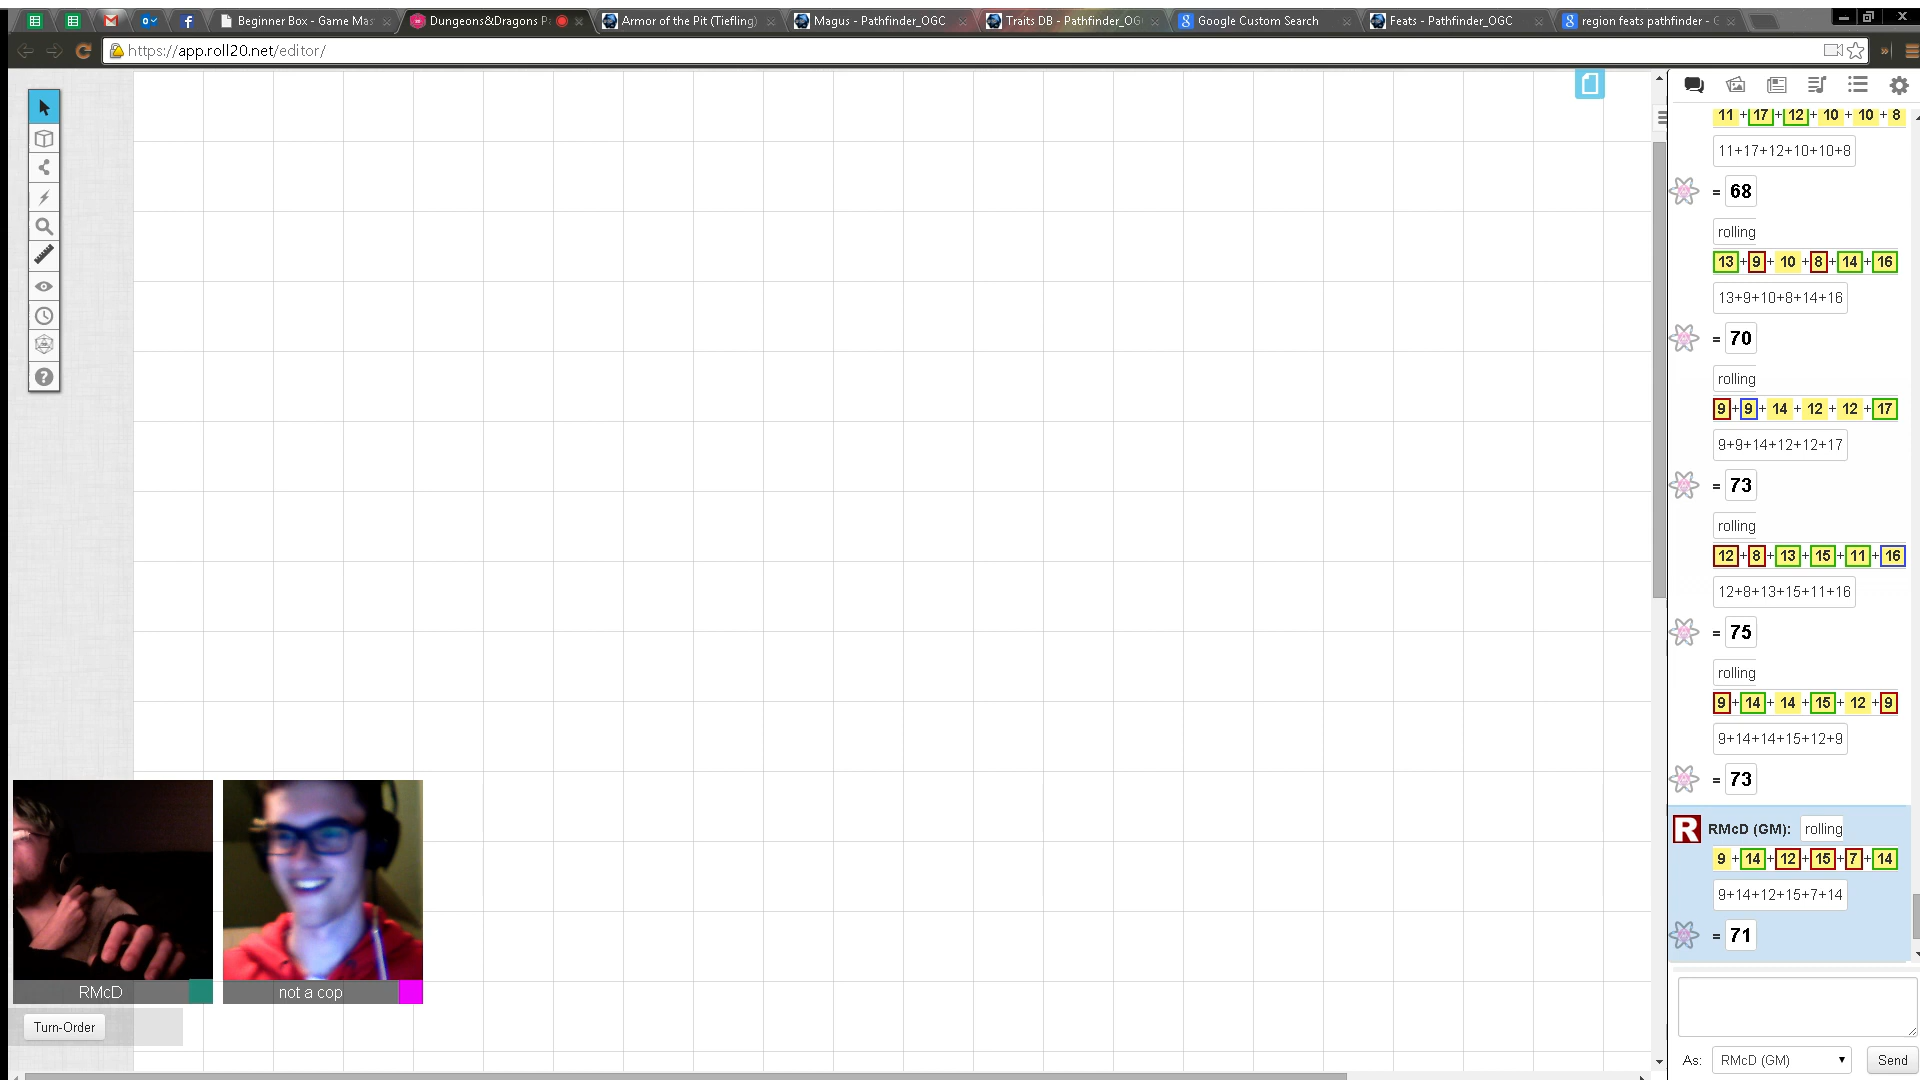 Beginner Box - Game Mas
Dungeons&Dragons Pa
Armor of the Pit (Tiefling)
Magus - Pathfinder_OGC
Traits DB - Pathfinder_OG
Google Custom Search
Feats - Pathfinder_OGC
region feats pathfinder - G
https://app.roll20.net/editor/
11+17+12+10+10+8
11+17+12+10+10+8
= 68
rolling
13+9+10+8+14+16
13+9+10+8+14+16
= 70
rolling
9+9+14+12+12+17
9+9+14+12+12+17
= 73
rolling
12+8+13+15+11+16
12+8+13+15+11+16
= 75
rolling
9+14+14+15+12+9
9+14+14+15+12+9
= 73
R RMcD (GM): rolling
9+14+12+15+7+14
9+14+12+15+7+14
= 71
RMcD
not a cop
Turn-Order
As: RMcD (GM) Send